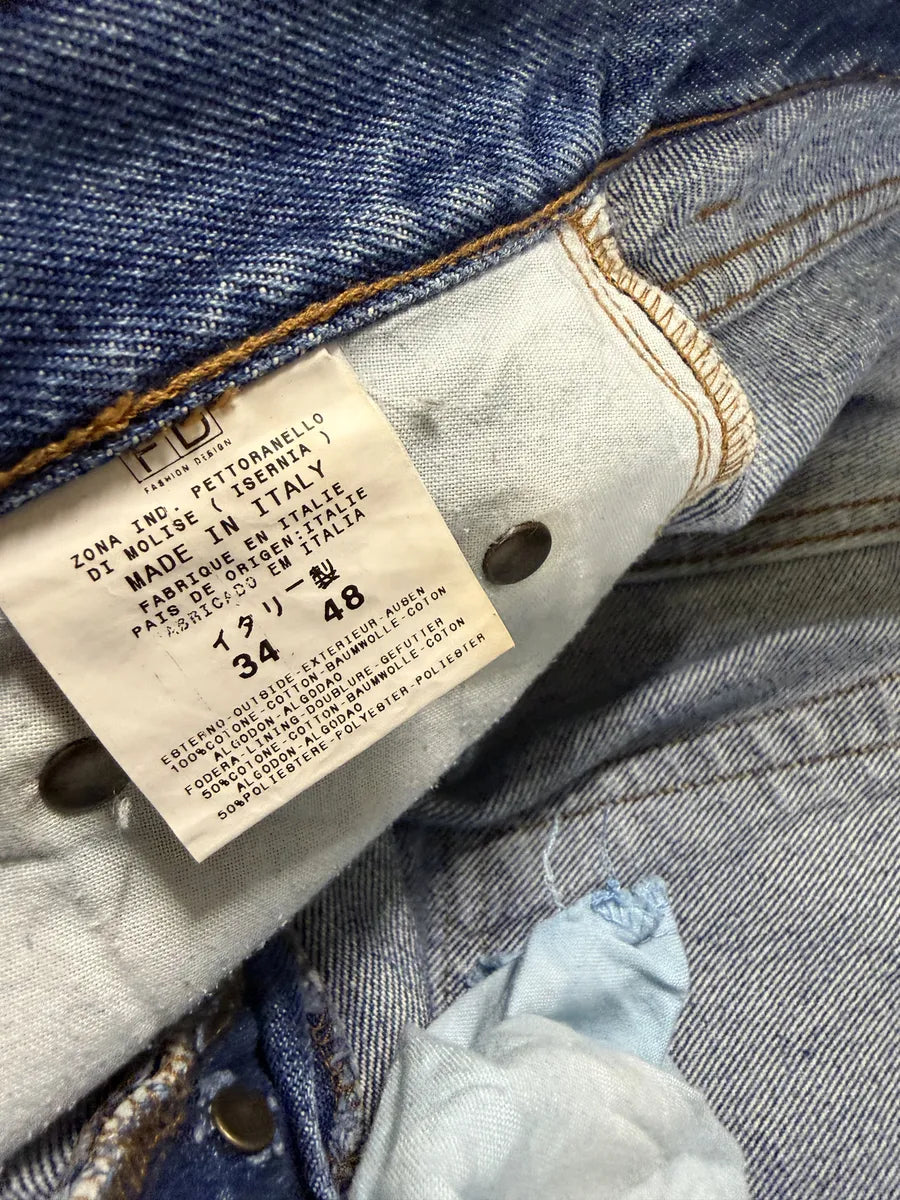 FD
FASHION DESIGN
ZONA IND. PETTORANELLO
DI MOLISE ( ISERNIA )
MADE IN ITALY
FABRIQUE EN ITALIE
PAIS DE ORIGEN:ITALIE
FABRICADO EM ITALIA
イタリー製
34 48
ESTERNO-OUTSIDE-EXTERIEUR-AUBEN
100%COTONE-COTTON-BAUMWOLLE-COTON
ALGODON-ALGODAO
FODERA-LINING-DOUBLURE-GEFUTTER
50%COTONE-COTTON-BAUMWOLLE-COTON
ALGODON-ALGODAO
50%POLIESTERE-POLYESTER-POLIESTER